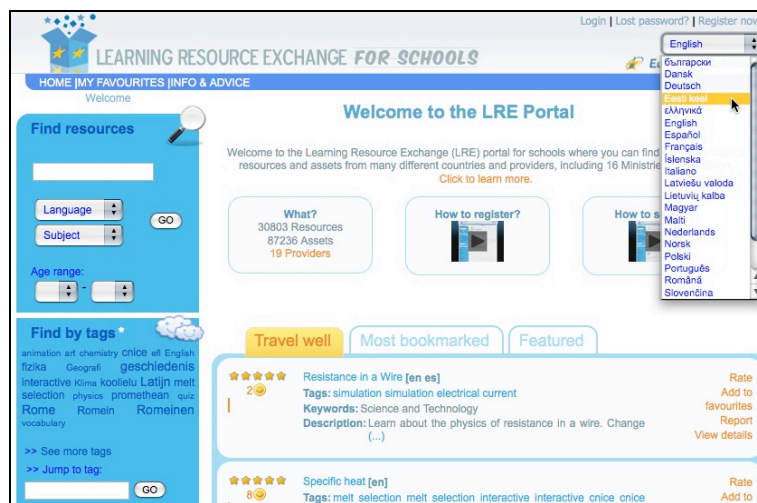 Login | Lost password? | Register now
English
LEARNING RESOURCE EXCHANGE FOR SCHOOLS
HOME |MY FAVOURITES |INFO & ADVICE
Welcome
български
Dansk
Deutsch
Eesti keel
ελληνικά
English
Español
Français
Íslenska
Italiano
Latviešu valoda
Lietuvių kalba
Magyar
Malti
Nederlands
Norsk
Polski
Português
Română
Slovenčina
Find resources
Language
Subject
GO
Age range:
-
Find by tags *
animation art chemistry cnice efl English
fizika Geografi geschiedenis
interactive Klima koolielu Latijn melt
selection physics promethean quiz
Rome Romein Romeinen
vocabulary
>> See more tags
>> Jump to tag:
GO
Welcome to the LRE Portal
Welcome to the Learning Resource Exchange (LRE) portal for schools where you can find
resources and assets from many different countries and providers, including 16
Click to learn more.
What?
30803 Resources
87236 Assets
19 Providers
How to register?
How to
Travel well
Most bookmarked
Featured
2
Resistance in a Wire [en es]
Tags: simulation simulation electrical current
Keywords: Science and Technology
Description: Learn about the physics of resistance in a wire. Change
(...)
Rate
Add to
favourites
Report
View details
8
Specific heat [en]
Tags: melt selection melt selection interactive interactive cnice cnice
Rate
Add to